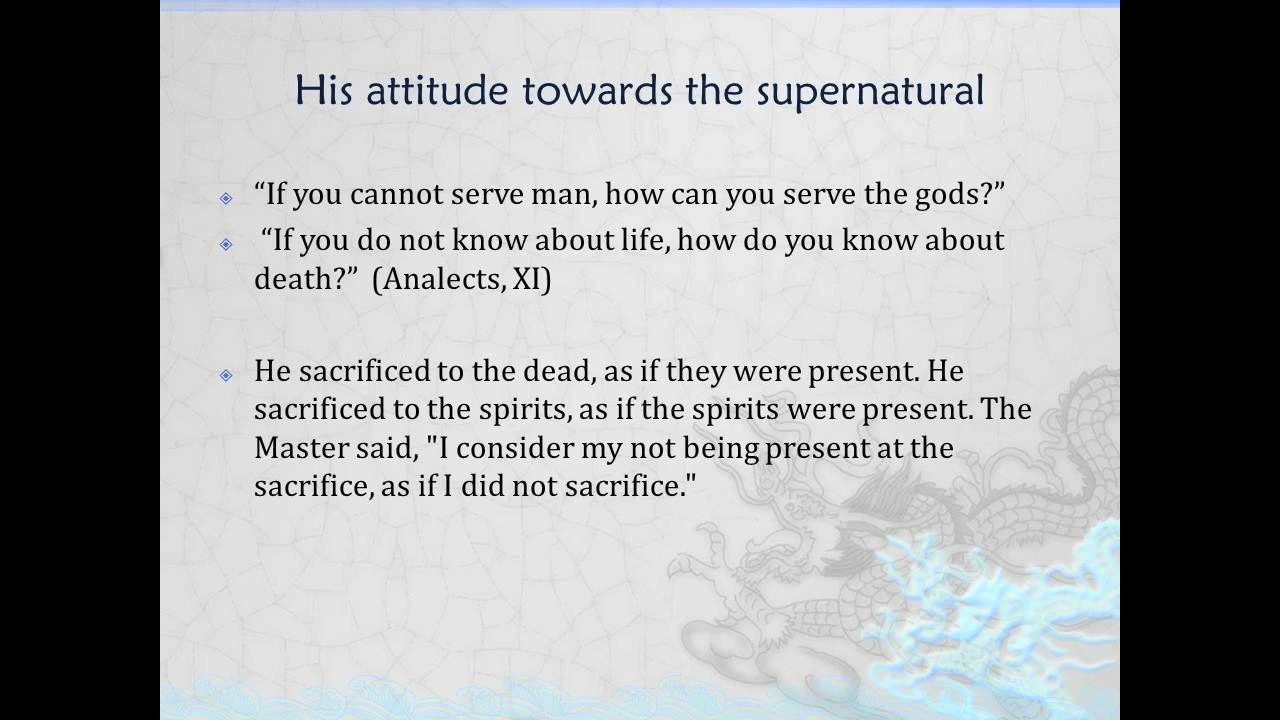 His attitude towards the supernatural
“If you cannot serve man, how can you serve the gods?”
“If you do not know about life, how do you know about
death?” (Analects, XI)
He sacrificed to the dead, as if they were present. He
sacrificed to the spirits, as if the spirits were present. The
Master said, "I consider my not being present at the
sacrifice, as if I did not sacrifice."